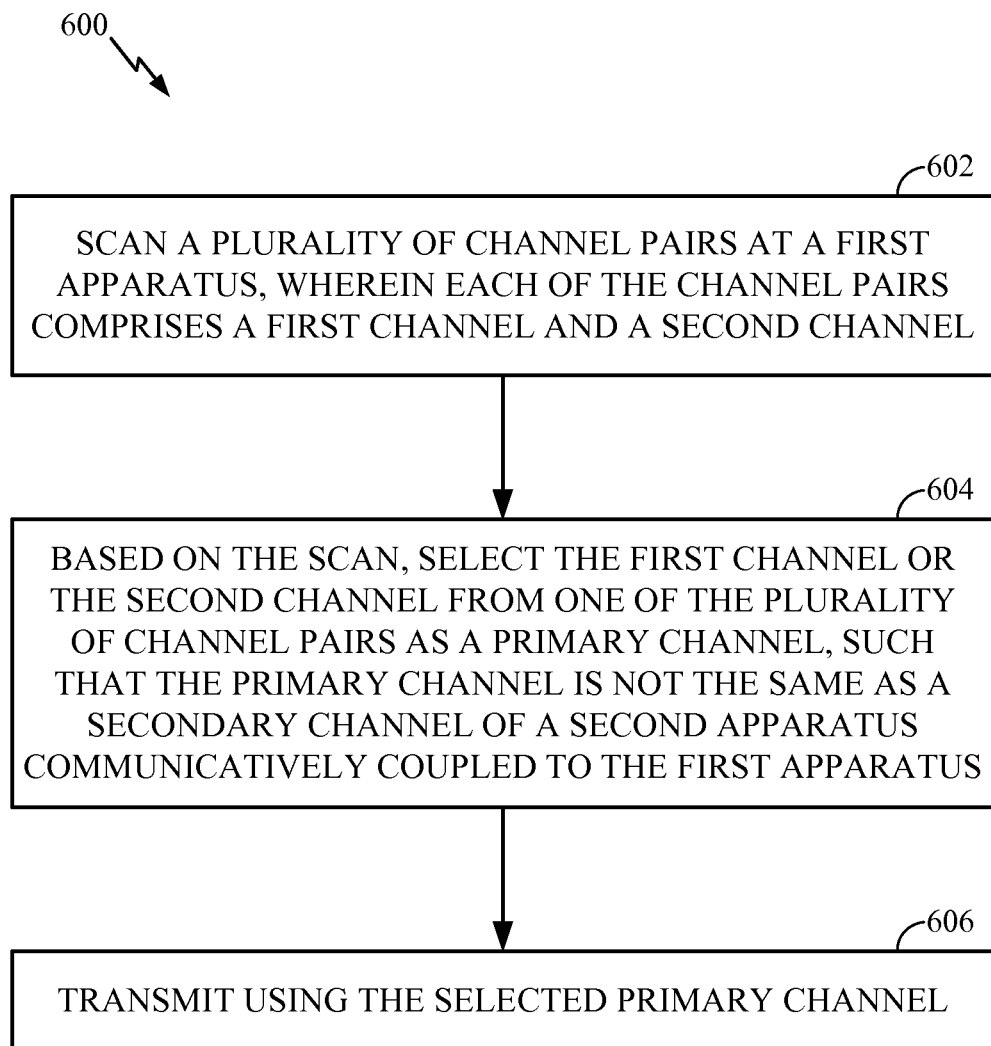 600
602
SCAN A PLURALITY OF CHANNEL PAIRS AT A FIRST
APPARATUS, WHEREIN EACH OF THE CHANNEL PAIRS
COMPRISES A FIRST CHANNEL AND A SECOND CHANNEL
604
BASED ON THE SCAN, SELECT THE FIRST CHANNEL OR
THE SECOND CHANNEL FROM ONE OF THE PLURALITY
OF CHANNEL PAIRS AS A PRIMARY CHANNEL, SUCH
THAT THE PRIMARY CHANNEL IS NOT THE SAME AS A
SECONDARY CHANNEL OF A SECOND APPARATUS
COMMUNICATIVELY COUPLED TO THE FIRST APPARATUS
606
TRANSMIT USING THE SELECTED PRIMARY CHANNEL